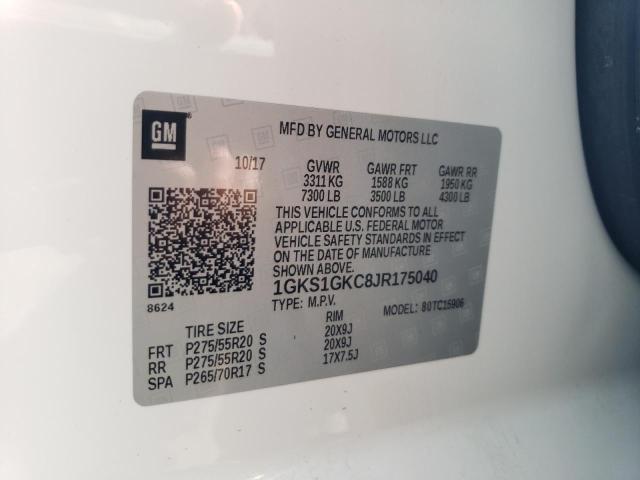 GM
MFD BY GENERAL MOTORS LLC
10/17 GVWR GAWR FRT GAWR RR
3311 KG 1588 KG 1950 KG
7300 LB 3500 LB 4300 LB
THIS VEHICLE CONFORMS TO ALL
APPLICABLE U.S. FEDERAL MOTOR
VEHICLE SAFETY STANDARDS IN EFFECT
ON THE DATE OF MANUFACTURE
SHOWN ABOVE.
1GKS1GKC8JR175040
8624
TYPE: M.P.V. MODEL: 80TC15906
TIRE SIZE RIM
FRT P275/55R20 S 20X9J
RR P275/55R20 S 20X9J
SPA P265/70R17 S 17X7.5J